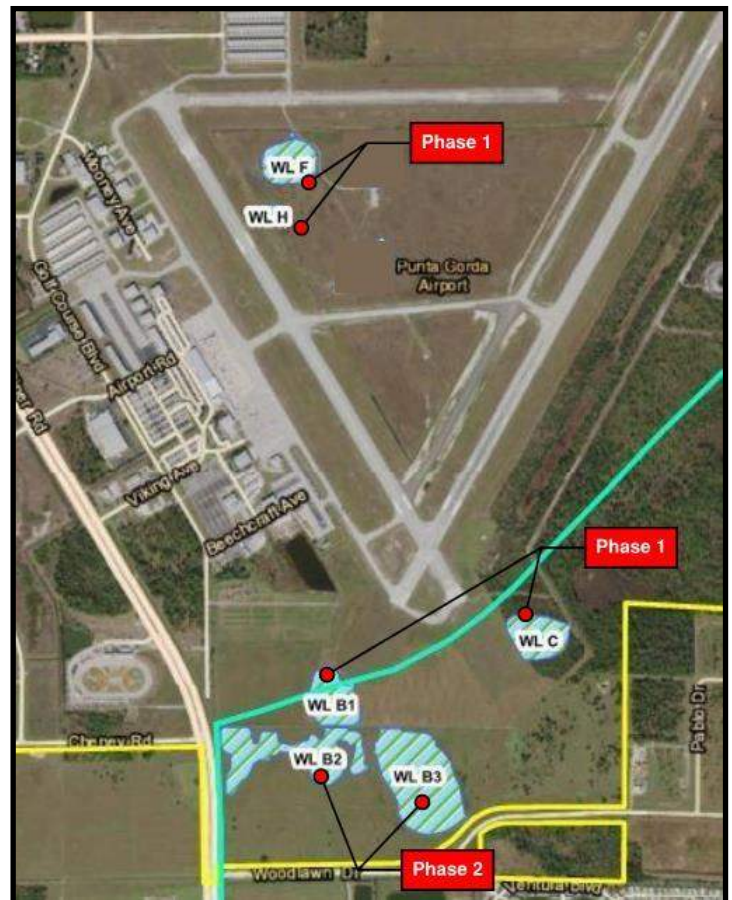 Phase 1
WL F
WL H
Mooney Ave
Punta Gorda
Airport
Golf Course Blvd
Airport Rd
Viking Ave
Beechcraft Ave
Phase 1
WL C
WL B1
Pablo Dr
Cheney Rd
WL B2
WL B3
Phase 2
Woodlawn Dr
Ventura Blvd